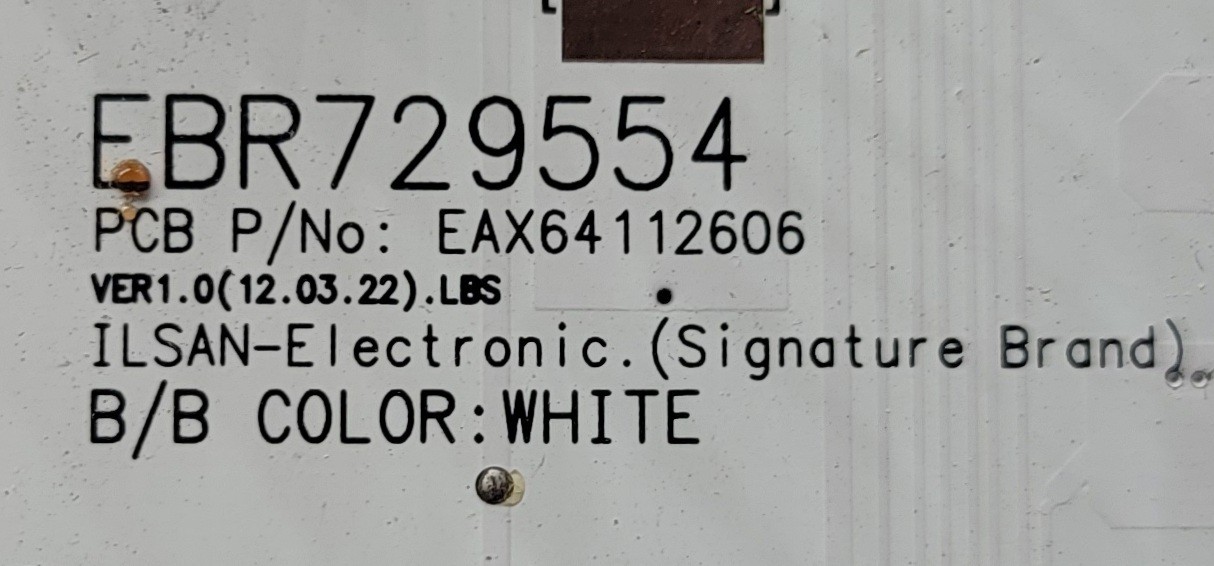 EBR729554
PCB P/No: EAX64112606
VER1.0(12.03.22).LBS
ILSAN-Electronic.(Signature Brand)
B/B COLOR:WHITE